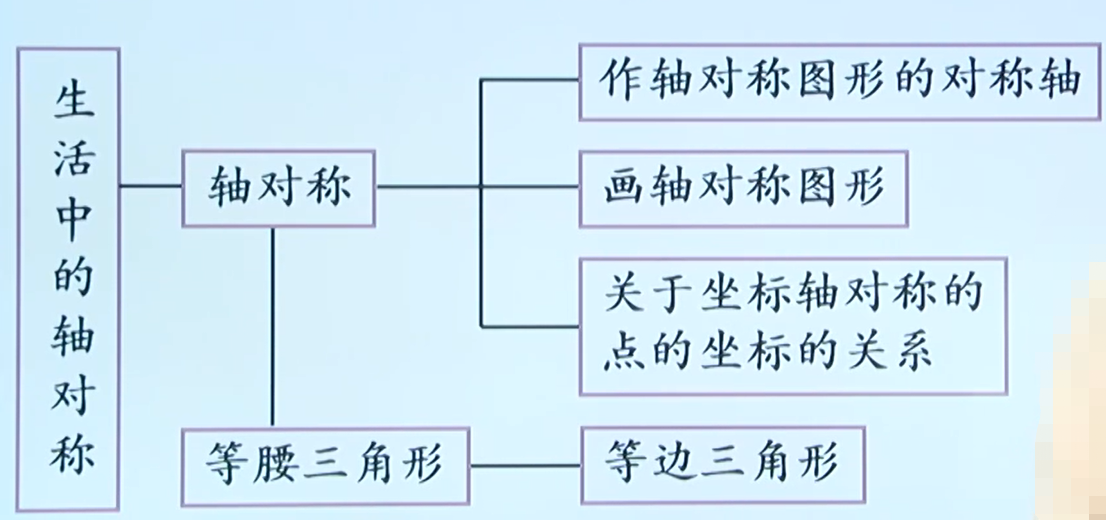 生活中的轴对称
轴对称
作轴对称图形的对称轴
画轴对称图形
关于坐标轴对称的
点的坐标的关系
等腰三角形
等边三角形